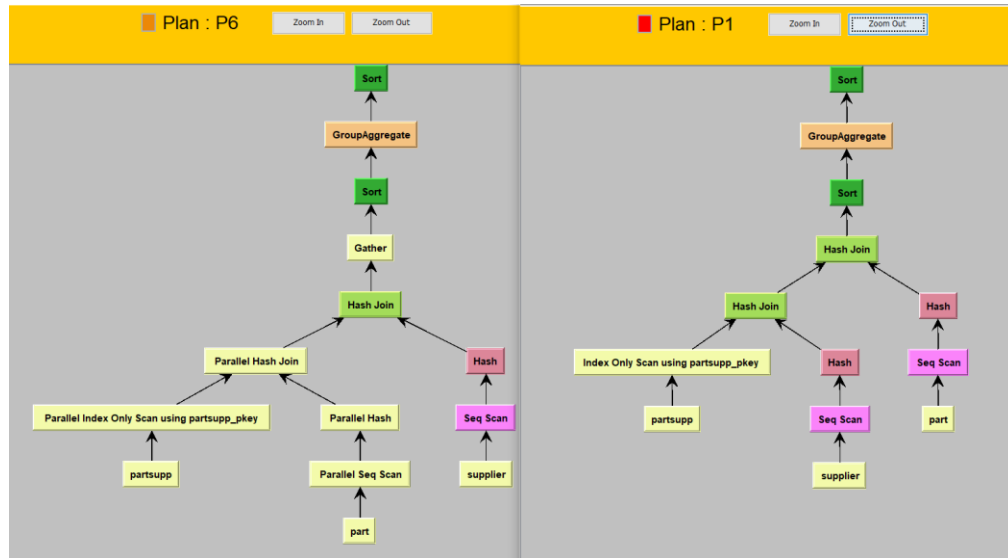 Plan : P6
Zoom In
Zoom Out
Sort
GroupAggregate
Sort
Gather
Hash Join
Parallel Hash Join
Hash
Parallel Index Only Scan using partsupp_pkey
Parallel Hash
Seq Scan
partsupp
Parallel Seq Scan
supplier
part
Plan : P1
Zoom In
Zoom Out
Sort
GroupAggregate
Sort
Hash Join
Hash Join
Hash
Index Only Scan using partsupp_pkey
Hash
Seq Scan
partsupp
Seq Scan
part
supplier